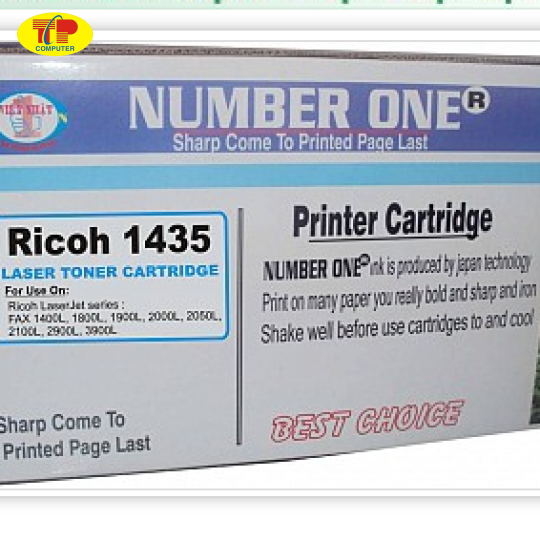 TP
COMPUTER
VIỆT NHẬT
NUMBER ONE®
Sharp Come To Printed Page Last
Ricoh 1435
LASER TONER CARTRIDGE
For Use On:
Ricoh LaserJet series :
FAX 1400L, 1800L, 1900L, 2000L, 2050L,
2100L, 2900L, 3900L
Sharp Come To
Printed Page Last
Printer Cartridge
NUMBER ONE® ink is produced by japan technology
Print on many paper you really bold and sharp and iron
Shake well before use cartridges to and cool
BEST CHOICE